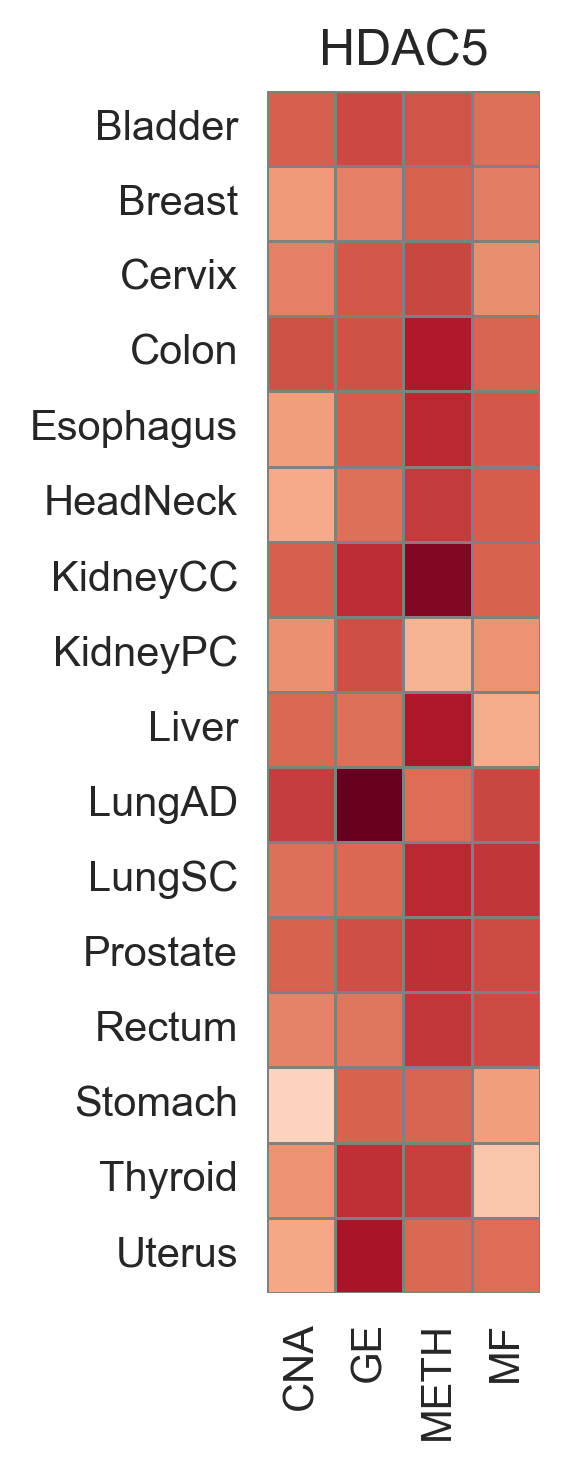 HDAC5
Bladder
Breast
Cervix
Colon
Esophagus
HeadNeck
KidneyCC
KidneyPC
Liver
LungAD
LungSC
Prostate
Rectum
Stomach
Thyroid
Uterus
CNA
GE
METH
MF